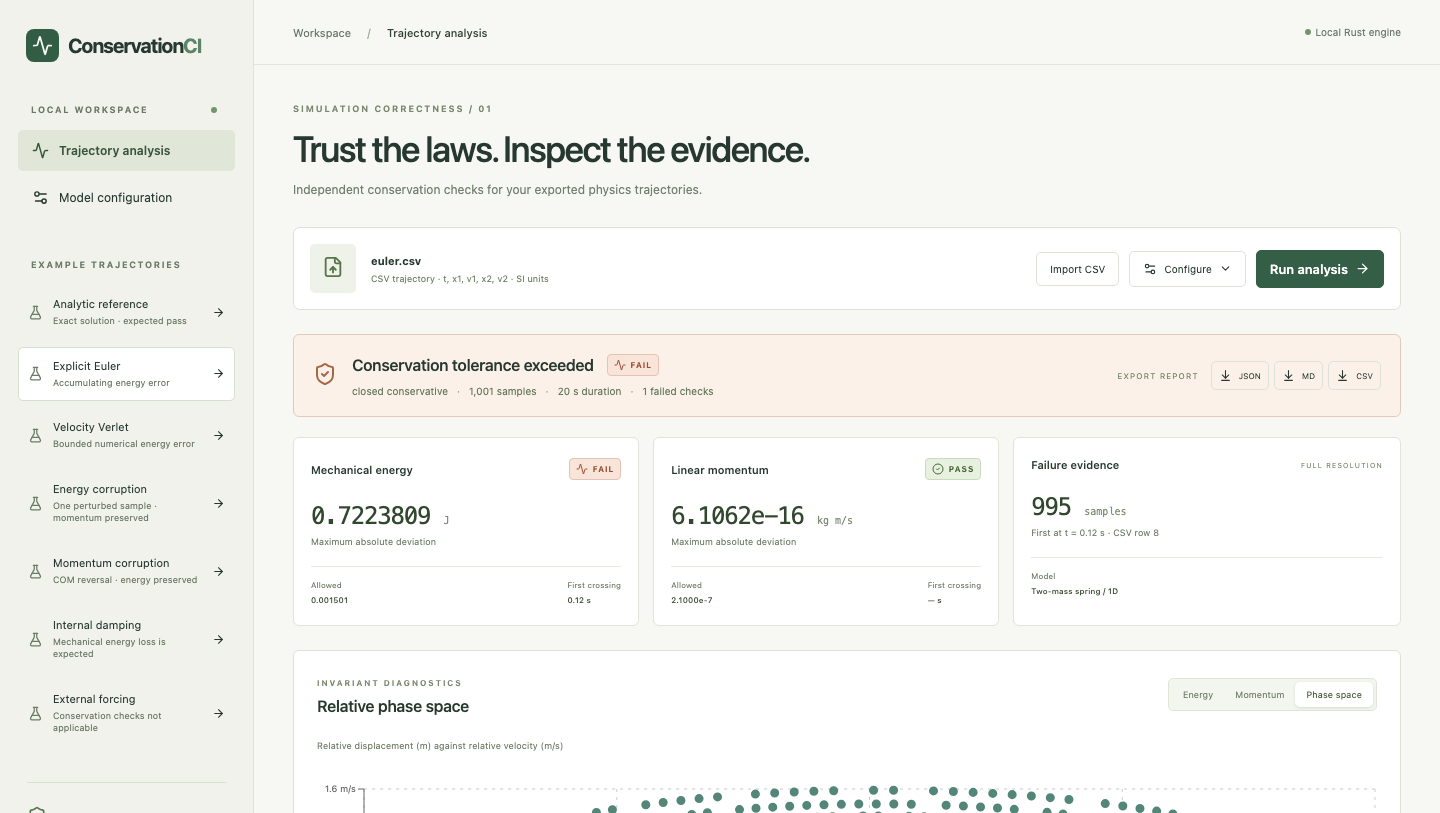 ConservationCI
LOCAL WORKSPACE
Trajectory analysis
Model configuration
EXAMPLE TRAJECTORIES
Analytic reference
Exact solution · expected pass
Explicit Euler
Accumulating energy error
Velocity Verlet
Bounded numerical energy error
Energy corruption
One perturbed sample ·
momentum preserved
Momentum corruption
COM reversal · energy preserved
Internal damping
Mechanical energy loss is
expected
External forcing
Conservation checks not
applicable
Workspace / Trajectory analysis
Local Rust engine
SIMULATION CORRECTNESS / 01
Trust the laws. Inspect the evidence.
Independent conservation checks for your exported physics trajectories.
euler.csv
CSV trajectory · t, x1, v1, x2, v2 · SI units
Import CSV
Configure
Run analysis
Conservation tolerance exceeded
FAIL
closed conservative · 1,001 samples · 20 s duration · 1 failed checks
EXPORT REPORT
JSON
MD
CSV
Mechanical energy
FAIL
0.7223809 J
Maximum absolute deviation
Allowed
0.001501
First crossing
0.12 s
Linear momentum
PASS
6.1062e−16 kg m/s
Maximum absolute deviation
Allowed
2.1000e-7
First crossing
— s
Failure evidence
FULL RESOLUTION
995 samples
First at t = 0.12 s · CSV row 8
Model
Two-mass spring / 1D
INVARIANT DIAGNOSTICS
Relative phase space
Energy
Momentum
Phase space
Relative displacement (m) against relative velocity (m/s)
1.6 m/s